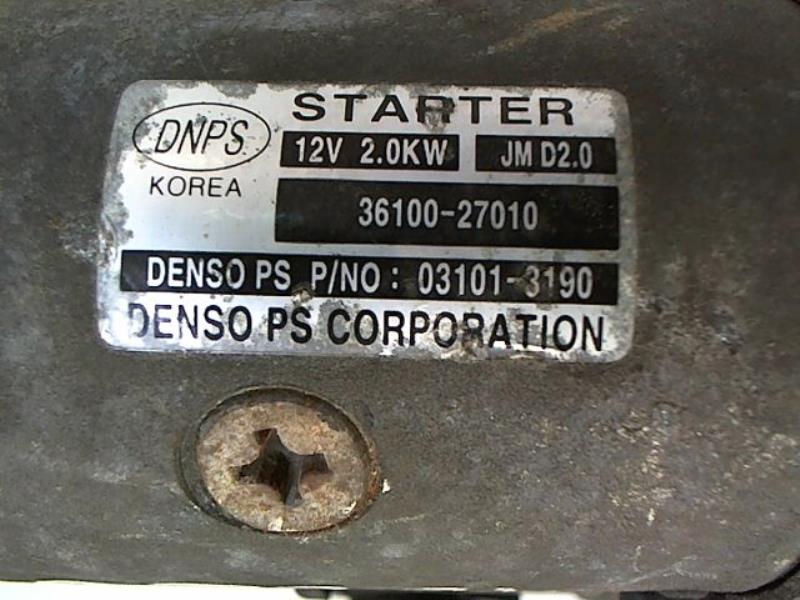 STARTER
DNPS
12V 2.0KW JM D2.0
KOREA
36100-27010
DENSO PS P/NO : 03101-3190
DENSO PS CORPORATION